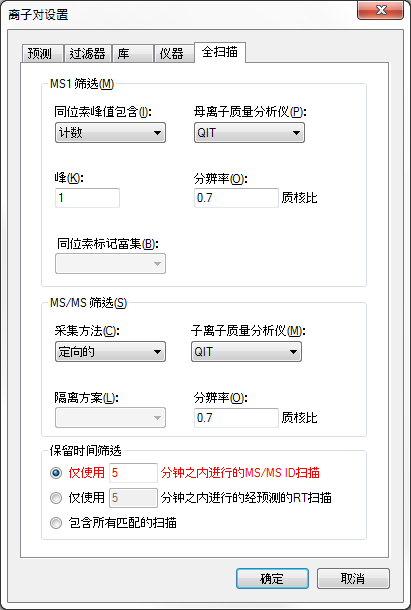 离子对设置
预测 过滤器 库 仪器 全扫描
MS1 筛选(M)
同位素峰值包含(I): 母离子质量分析仪(P):
计数 QIT
峰(K): 分辨率(O):
1 0.7 质核比
同位素标记富集(B):
MS/MS 筛选(S)
采集方法(C): 子离子质量分析仪(M):
定向的 QIT
隔离方案(L): 分辨率(O):
0.7 质核比
保留时间筛选
仅使用 5 分钟之内进行的MS/MS ID扫描
仅使用 5 分钟之内进行的经预测的RT扫描
包含所有匹配的扫描
确定 取消